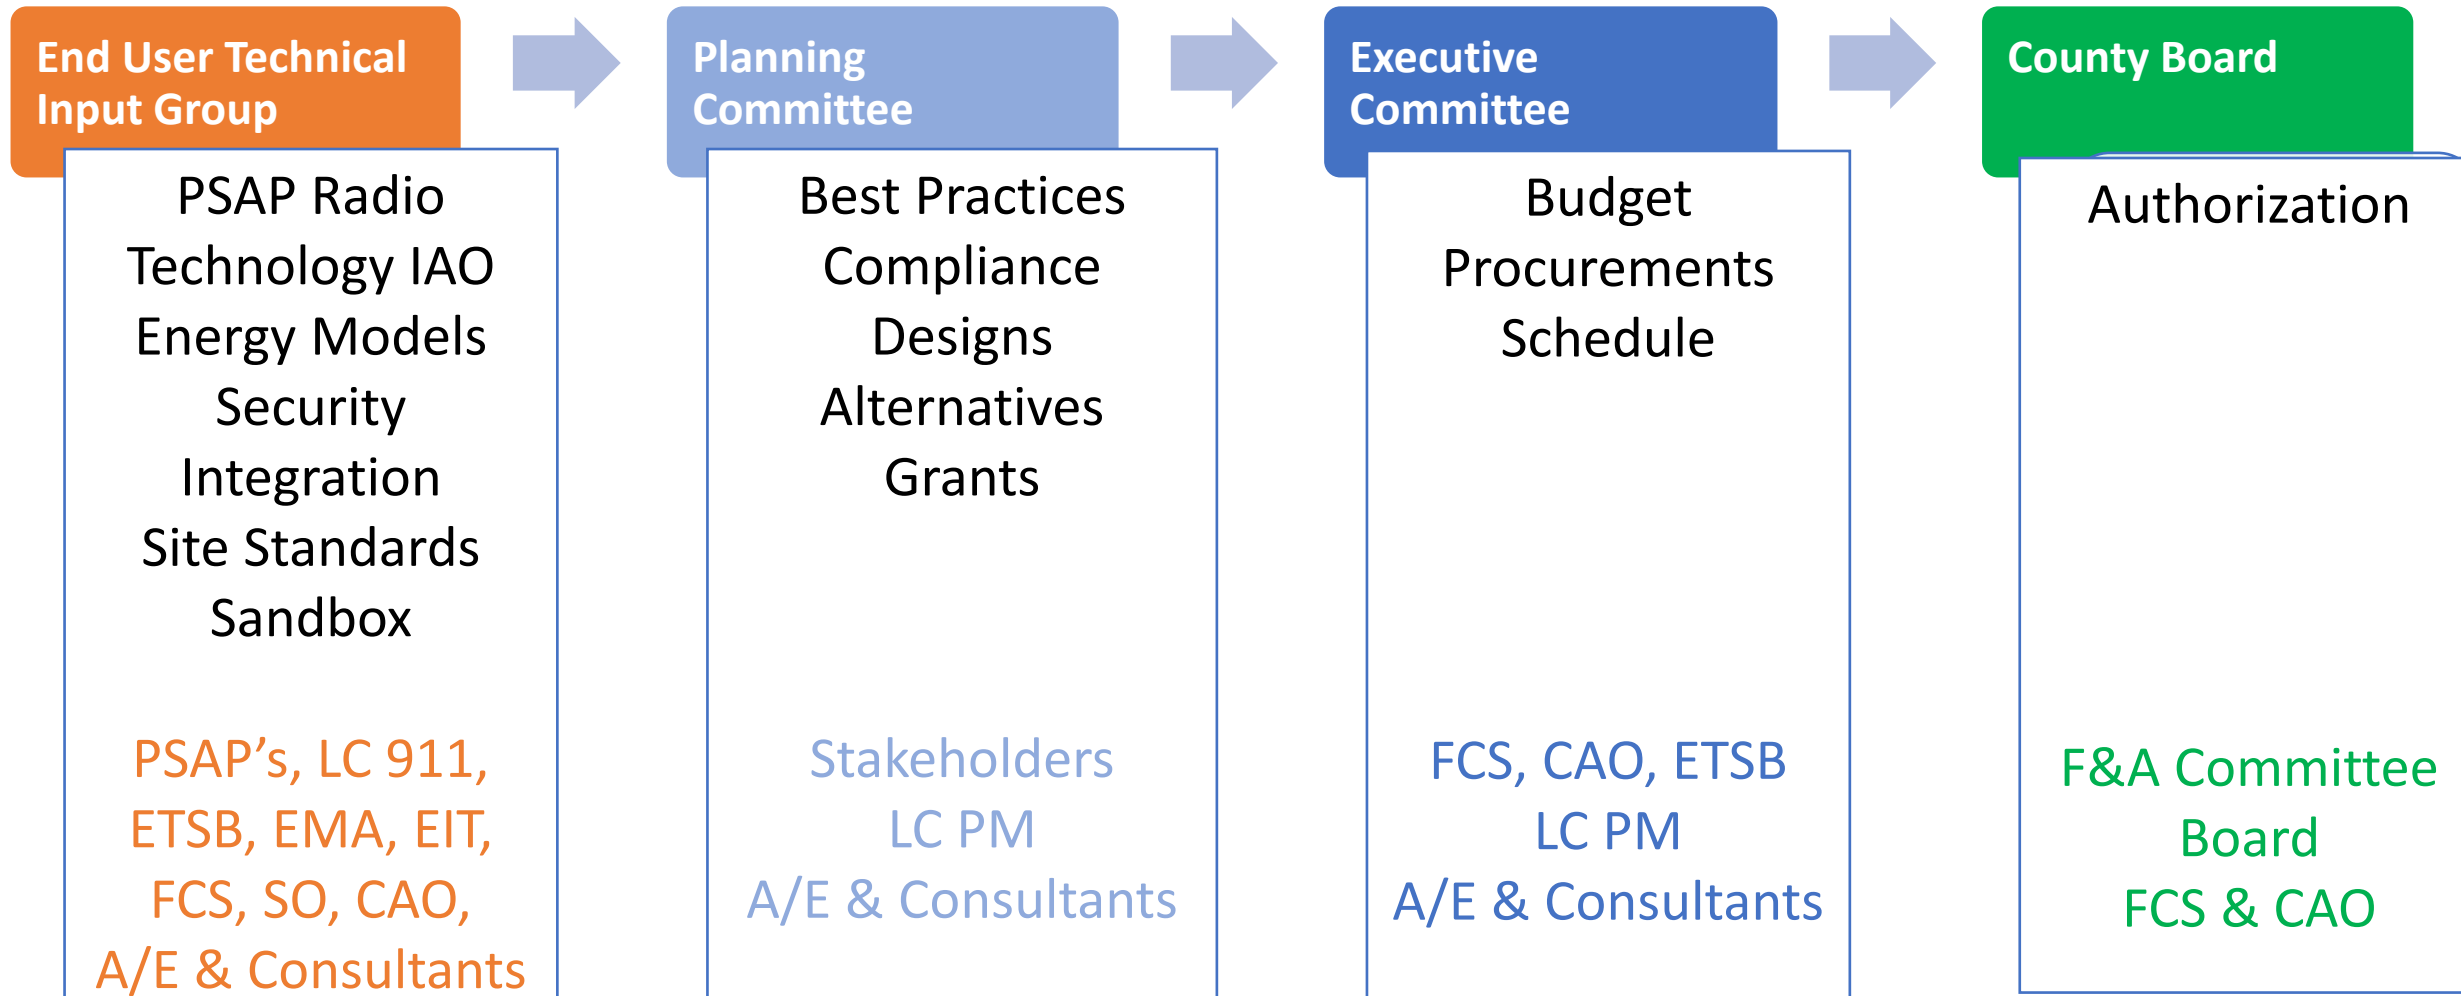 End User Technical
Input Group
PSAP Radio
Technology IAO
Energy Models
Security
Integration
Site Standards
Sandbox
PSAP’s, LC 911,
ETSB, EMA, EIT,
FCS, SO, CAO,
A/E & Consultants
Planning
Committee
Best Practices
Compliance
Designs
Alternatives
Grants
Stakeholders
LC PM
A/E & Consultants
Executive
Committee
Budget
Procurements
Schedule
FCS, CAO, ETSB
LC PM
A/E & Consultants
County Board
Authorization
F&A Committee
Board
FCS & CAO